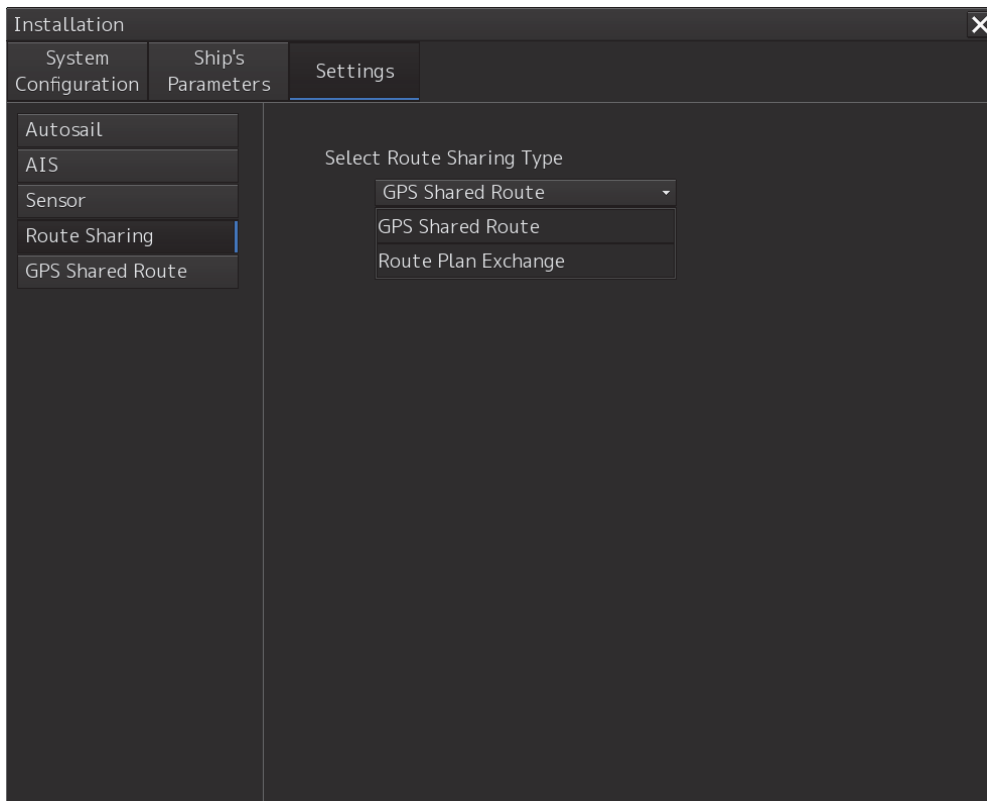 Installation
System
Configuration
Ship's
Parameters
Settings
Autosail
AIS
Sensor
Route Sharing
GPS Shared Route
Select Route Sharing Type
GPS Shared Route
GPS Shared Route
Route Plan Exchange